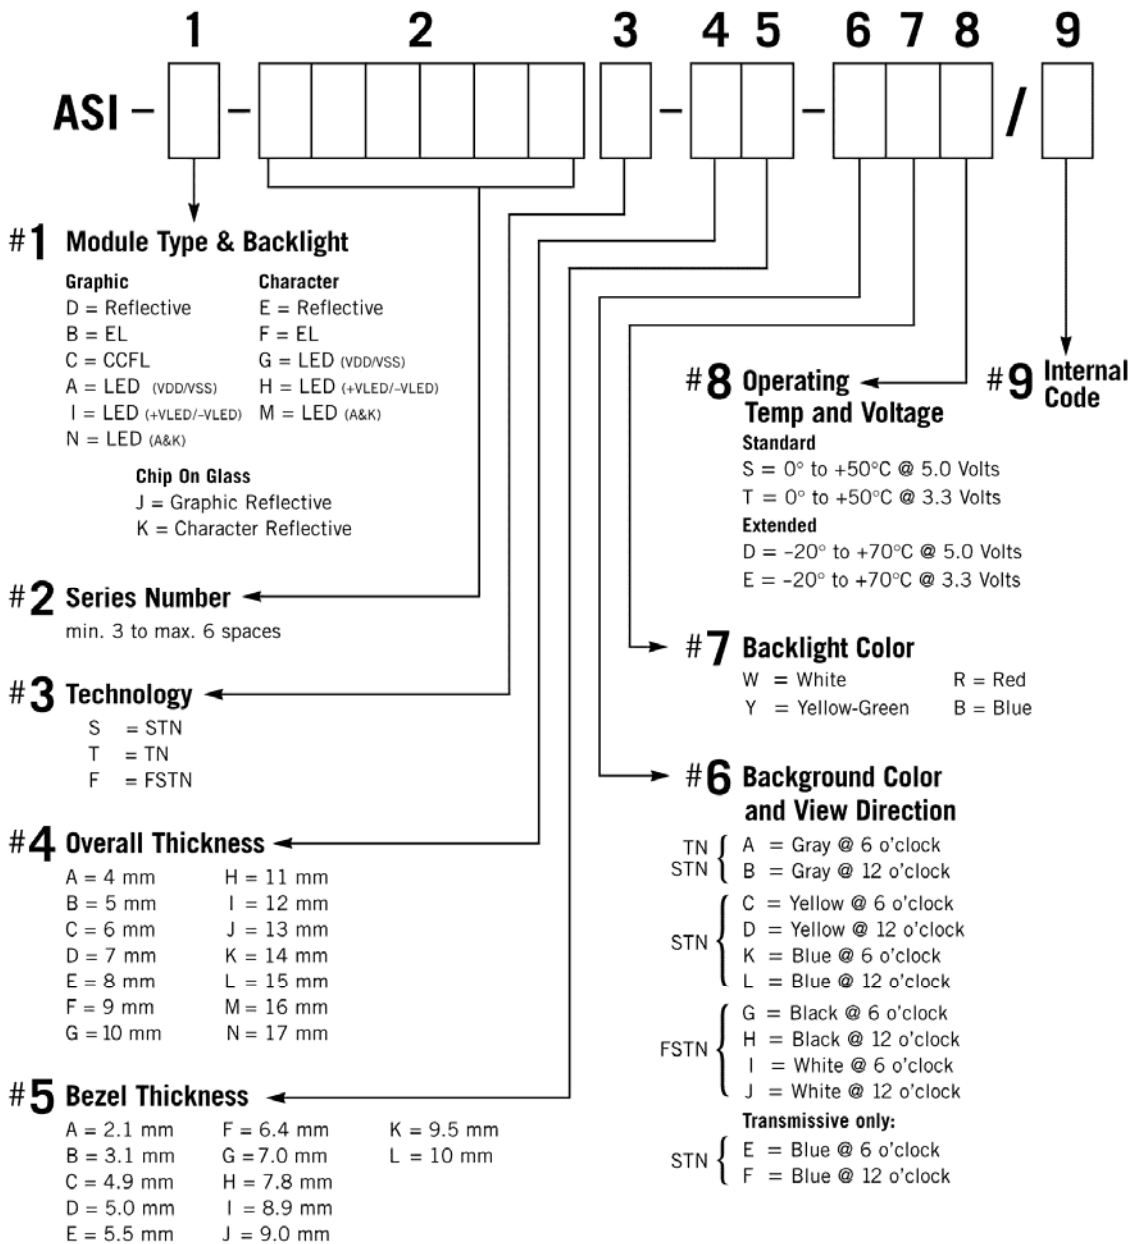 1 2 3 4 5 6 7 8 9
ASI – – – – /
#1 Module Type & Backlight
Graphic
D = Reflective
B = EL
C = CCFL
A = LED (VDD/VSS)
I = LED (+VLED/–VLED)
N = LED (A&K)
Character
E = Reflective
F = EL
G = LED (VDD/VSS)
H = LED (+VLED/–VLED)
M = LED (A&K)
Chip On Glass
J = Graphic Reflective
K = Character Reflective
#2 Series Number
min. 3 to max. 6 spaces
#3 Technology
S = STN
T = TN
F = FSTN
#4 Overall Thickness
A = 4 mm
B = 5 mm
C = 6 mm
D = 7 mm
E = 8 mm
F = 9 mm
G = 10 mm
H = 11 mm
I = 12 mm
J = 13 mm
K = 14 mm
L = 15 mm
M = 16 mm
N = 17 mm
#5 Bezel Thickness
A = 2.1 mm
B = 3.1 mm
C = 4.9 mm
D = 5.0 mm
E = 5.5 mm
F = 6.4 mm
G = 7.0 mm
H = 7.8 mm
I = 8.9 mm
J = 9.0 mm
K = 9.5 mm
L = 10 mm
#8 Operating
Temp and Voltage
Standard
S = 0° to +50°C @ 5.0 Volts
T = 0° to +50°C @ 3.3 Volts
Extended
D = –20° to +70°C @ 5.0 Volts
E = –20° to +70°C @ 3.3 Volts
#9 Internal
Code
#7 Backlight Color
W = White
Y = Yellow-Green
R = Red
B = Blue
#6 Background Color
and View Direction
TN
STN
A = Gray @ 6 o'clock
B = Gray @ 12 o'clock
STN
C = Yellow @ 6 o'clock
D = Yellow @ 12 o'clock
K = Blue @ 6 o'clock
L = Blue @ 12 o'clock
FSTN
G = Black @ 6 o'clock
H = Black @ 12 o'clock
I = White @ 6 o'clock
J = White @ 12 o'clock
Transmissive only:
STN
E = Blue @ 6 o'clock
F = Blue @ 12 o'clock